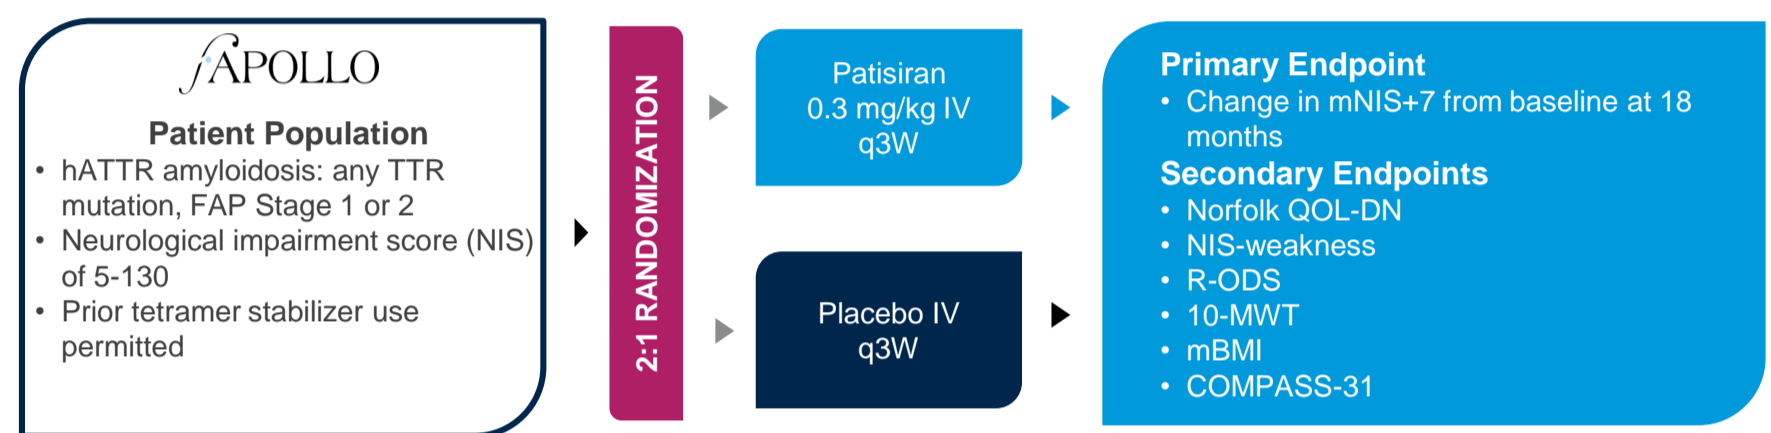 APOLLO
Patient Population
• hATTR amyloidosis: any TTR
mutation, FAP Stage 1 or 2
• Neurological impairment score (NIS)
of 5-130
• Prior tetramer stabilizer use
permitted
2:1 RANDOMIZATION
Patisiran
0.3 mg/kg IV
q3W
Placebo IV
q3W
Primary Endpoint
• Change in mNIS+7 from baseline at 18
months
Secondary Endpoints
• Norfolk QOL-DN
• NIS-weakness
• R-ODS
• 10-MWT
• mBMI
• COMPASS-31